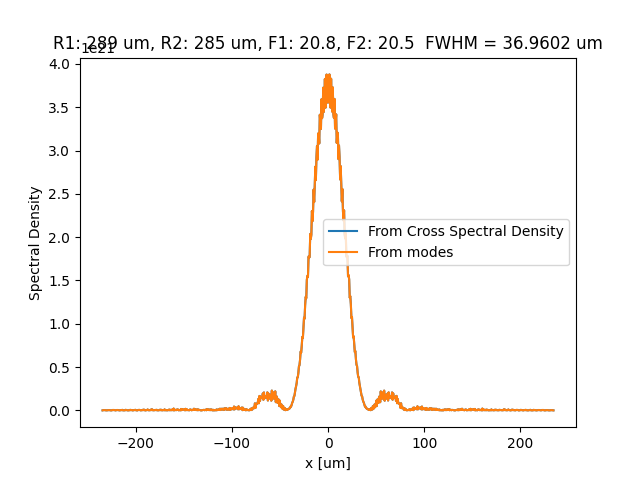 R1: 289 um, R2: 285 um, F1: 20.8, F2: 20.5  FWHM = 36.9602 um
1e21
4.0
3.5
3.0
2.5
2.0
1.5
1.0
0.5
0.0
Spectral Density
From Cross Spectral Density
From modes
−200
−100
0
100
200
x [um]